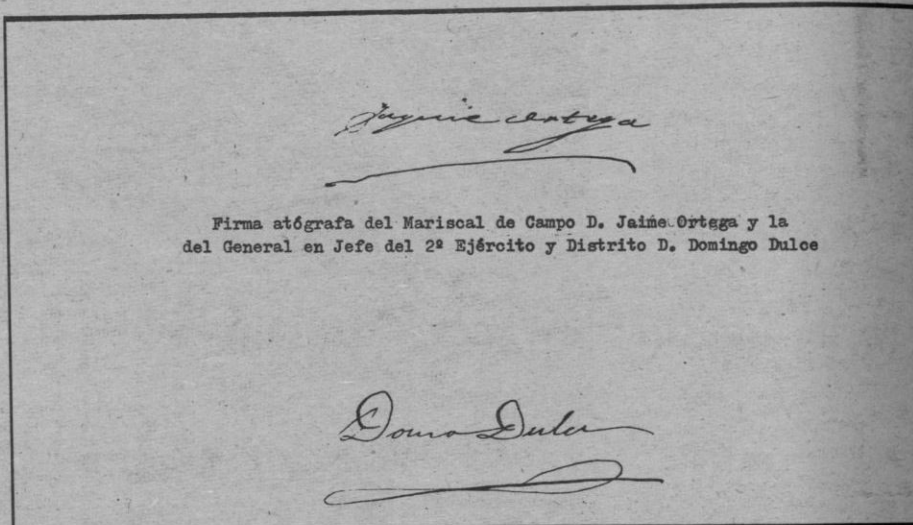 Jayme Ortega
Firma atógrafa del Mariscal de Campo D. Jaime Ortega y la
del General en Jefe del 2º Ejército y Distrito D. Domingo Dulce
Domº Dulce